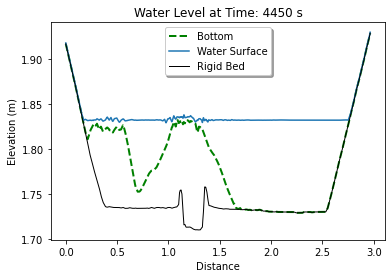 Water Level at Time: 4450 s
Bottom
Water Surface
Rigid Bed
Elevation (m)
1.90
1.85
1.80
1.75
1.70
0.0 0.5 1.0 1.5 2.0 2.5 3.0
Distance